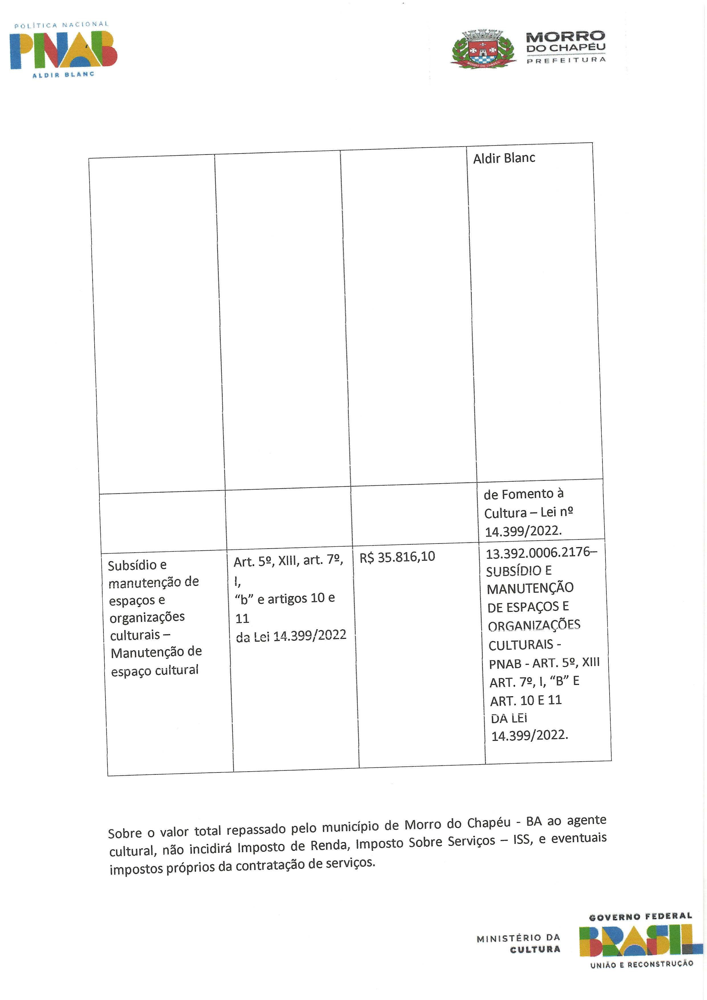 POLÍTICA NACIONAL
PNAB
ALDIR BLANC
MORRO
DO CHAPÉU
PREFEITURA
MORRO DO CHAPÉU
Aldir Blanc
de Fomento à
Cultura – Lei nº
14.399/2022.
Subsídio e
manutenção de
espaços e
organizações
culturais –
Manutenção de
espaço cultural
Art. 5º, XIII, art. 7º,
I,
“b” e artigos 10 e
11
da Lei 14.399/2022
R$ 35.816,10
13.392.0006.2176–
SUBSÍDIO E
MANUTENÇÃO
DE ESPAÇOS E
ORGANIZAÇÕES
CULTURAIS -
PNAB - ART. 5º, XIII
ART. 7º, I, “B” E
ART. 10 E 11
DA LEI
14.399/2022.
Sobre o valor total repassado pelo município de Morro do Chapéu - BA ao agente
cultural, não incidirá Imposto de Renda, Imposto Sobre Serviços – ISS, e eventuais
impostos próprios da contratação de serviços.
MINISTÉRIO DA
CULTURA
GOVERNO FEDERAL
BRASIL
UNIÃO E RECONSTRUÇÃO